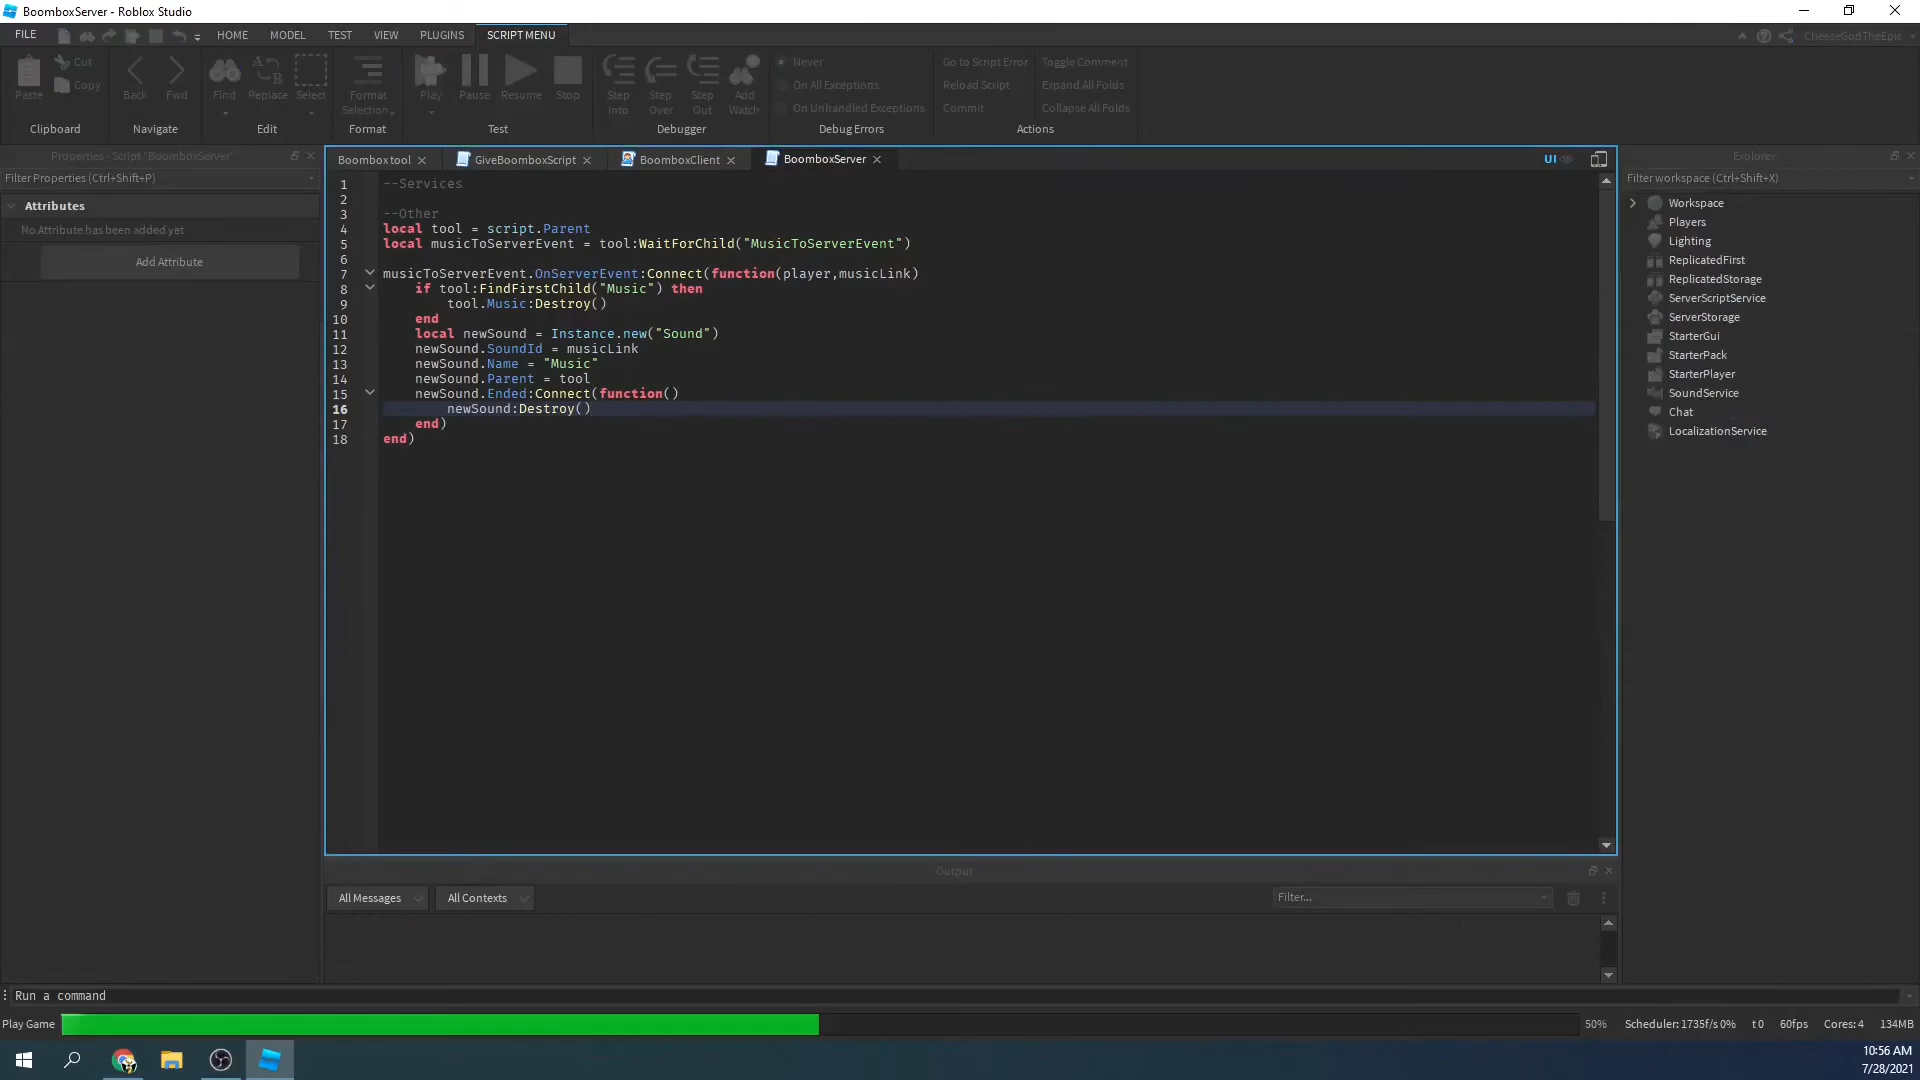 BoomboxServer - Roblox Studio
FILE HOME MODEL TEST VIEW PLUGINS SCRIPT MENU CheeseGodTheEpic
Paste Cut Copy Back Fwd Find Replace Select Format Selection Play Pause Resume Stop Step Into Step Over Step Out Add Watch Never On All Exceptions On Unhandled Exceptions Go to Script Error Reload Script Commit Toggle Comment Expand All Folds Collapse All Folds
Clipboard Navigate Edit Format Test Debugger Debug Errors Actions
Properties - Script "BoomboxServer"
Filter Properties (Ctrl+Shift+P)
Attributes
No Attribute has been added yet
Add Attribute
Boombox tool GiveBoomboxScript BoomboxClient BoomboxServer UI
1 --Services
2
3 --Other
4 local tool = script.Parent
5 local musicToServerEvent = tool:WaitForChild("MusicToServerEvent")
6
7 musicToServerEvent.OnServerEvent:Connect(function(player,musicLink)
8 if tool:FindFirstChild("Music") then
9 tool.Music:Destroy()
10 end
11 local newSound = Instance.new("Sound")
12 newSound.SoundId = musicLink
13 newSound.Name = "Music"
14 newSound.Parent = tool
15 newSound.Ended:Connect(function()
16 newSound:Destroy()
17 end)
18 end)
Explorer
Filter workspace (Ctrl+Shift+X)
Workspace
Players
Lighting
ReplicatedFirst
ReplicatedStorage
ServerScriptService
ServerStorage
StarterGui
StarterPack
StarterPlayer
SoundService
Chat
LocalizationService
Output
All Messages All Contexts Filter...
Run a command
Play Game 50% Scheduler: 1735f/s 0% t 0 60fps Cores: 4 134MB
10:56 AM
7/28/2021